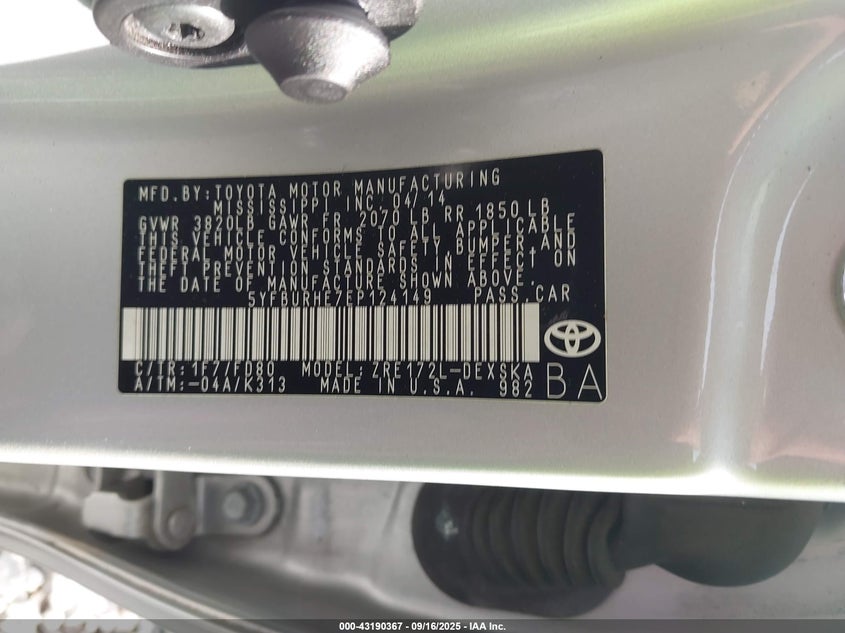 MFD.BY:TOYOTA MOTOR MANUFACTURING
MISSISSIPPI INC. 04/14
GVWR 3820LB GAWR FR 2070 LB RR 1850 LB
THIS VEHICLE CONFORMS TO ALL APPLICABLE
FEDERAL MOTOR VEHICLE SAFETY, BUMPER, AND
THEFT PREVENTION STANDARDS IN EFFECT ON
THE DATE OF MANUFACTURE SHOWN ABOVE.
5YFBURHE7EP124149 PASS.CAR
C/TR:1F7/FD80 MODEL:ZRE172L-DEXSKA
A/TM:-04A/K313 MADE IN U.S.A. 982 BA
000-43190367 | 09/16/2025 | IAA Inc.